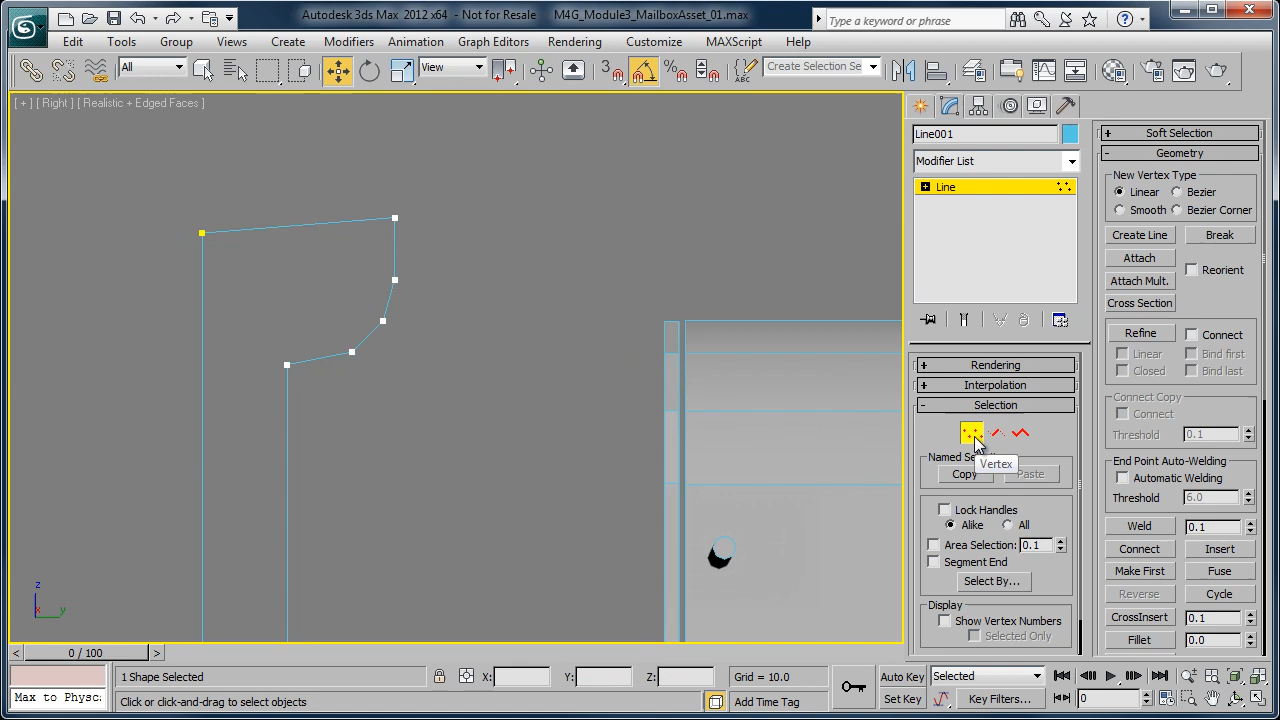 Autodesk 3ds Max 2012 x64 - Not for Resale M4G_Module3_MailboxAsset_01.max
Type a keyword or phrase
Edit Tools Group Views Create Modifiers Animation Graph Editors Rendering Customize MAXScript Help
All View 3 Create Selection Se
[ + ] [ Right ] [ Realistic + Edged Faces ]
Line001
Modifier List
Line
Rendering
Interpolation
Selection
Vertex
Copy Paste
Lock Handles
Alike All
Area Selection: 0.1
Segment End
Select By...
Display
Show Vertex Numbers
Selected Only
Soft Selection
Geometry
New Vertex Type
Linear Bezier
Smooth Bezier Corner
Create Line Break
Attach
Reorient
Attach Mult.
Cross Section
Refine Connect
Linear Bind first
Closed Bind last
Connect Copy
Connect
Threshold 0.1
End Point Auto-Welding
Automatic Welding
Threshold 6.0
Weld 0.1
Connect Insert
Make First Fuse
Reverse Cycle
CrossInsert 0.1
Fillet 0.0
z
x y
< 0 / 100 >
1 Shape Selected X: Y: Z: Grid = 10.0 Auto Key Selected
Max to Physc Click or click-and-drag to select objects Add Time Tag Set Key Key Filters... 0